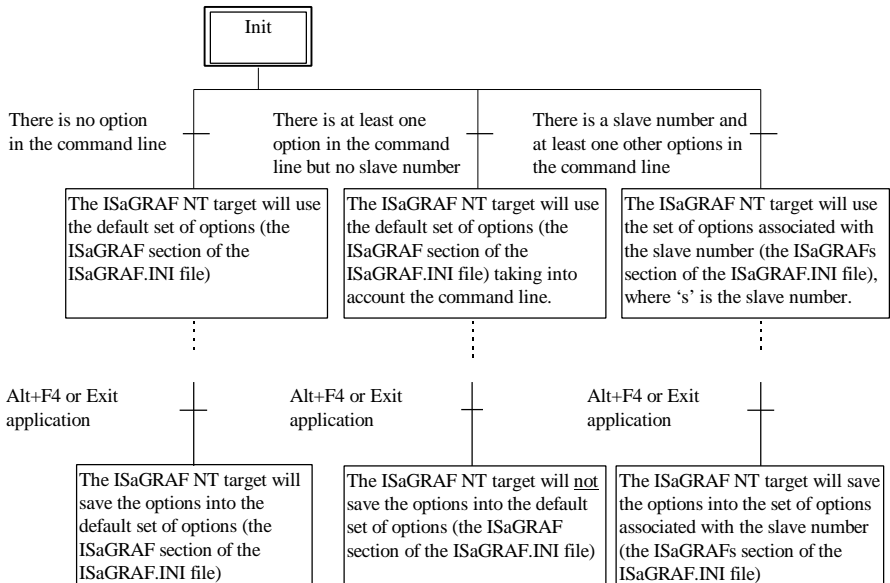 Init
There is no option
in the command line
There is at least one
option in the command
line but no slave number
There is a slave number and
at least one other options in
the command line
The ISaGRAF NT target will use
the default set of options (the
ISaGRAF section of the
ISaGRAF.INI file)
The ISaGRAF NT target will use
the default set of options (the
ISaGRAF section of the
ISaGRAF.INI file) taking into
account the command line.
The ISaGRAF NT target will use
the set of options associated with
the slave number (the ISaGRAFs
section of the ISaGRAF.INI file),
where ‘s’ is the slave number.
Alt+F4 or Exit
application
Alt+F4 or Exit
application
Alt+F4 or Exit
application
The ISaGRAF NT target will
save the options into the
default set of options (the
ISaGRAF section of the
ISaGRAF.INI file)
The ISaGRAF NT target will not
save the options into the default
set of options (the ISaGRAF
section of the ISaGRAF.INI file)
The ISaGRAF NT target will save
the options into the set of options
associated with the slave number
(the ISaGRAFs section of the
ISaGRAF.INI file)